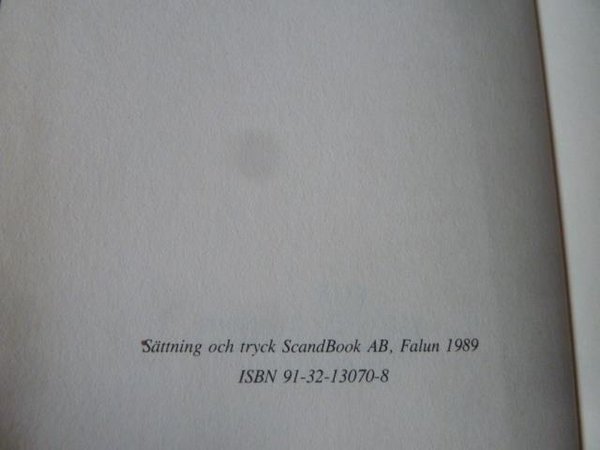 Sättning och tryck ScandBook AB, Falun 1989
ISBN 91-32-13070-8